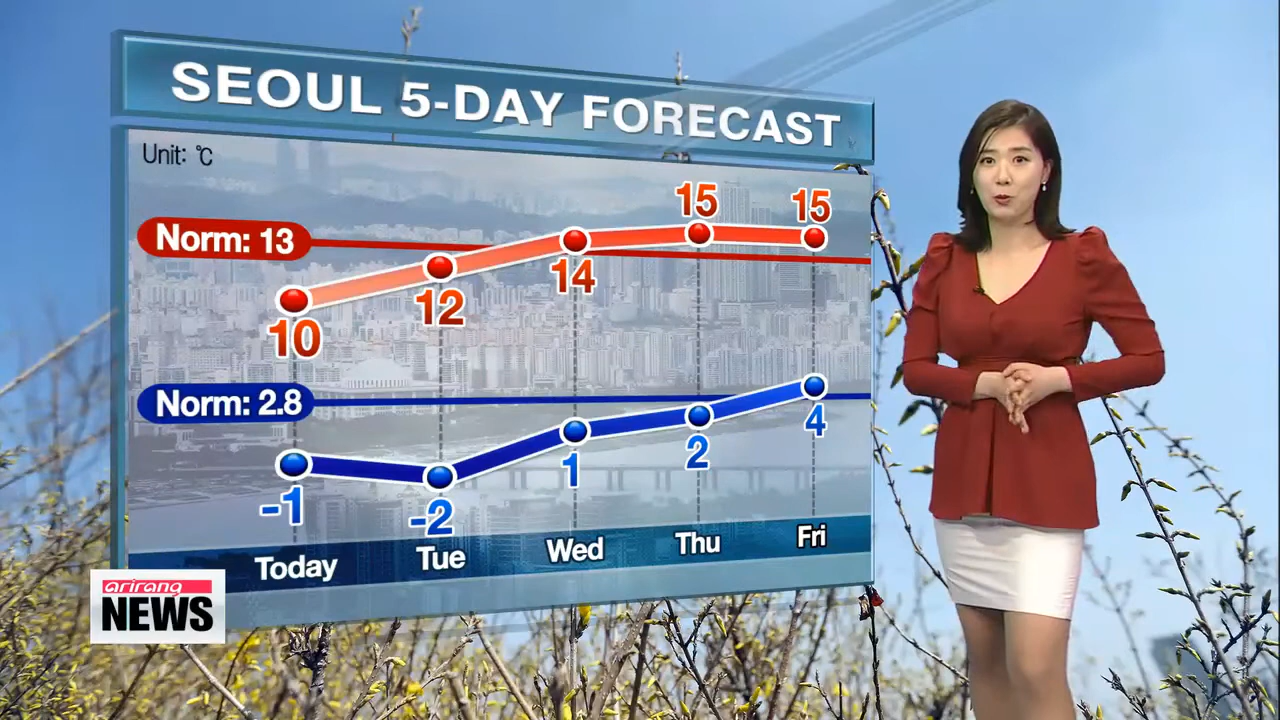 SEOUL 5-DAY FORECAST
Unit: ℃
Norm: 13
10
12
14
15
15
Norm: 2.8
-1
-2
1
2
4
Today
Tue
Wed
Thu
Fri
arirang
NEWS